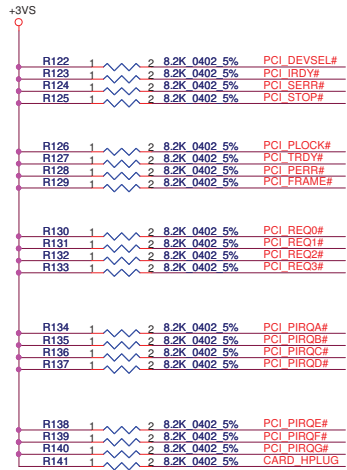 +3VS
R122 1 2 8.2K_0402_5% PCI_DEVSEL#
R123 1 2 8.2K_0402_5% PCI_IRDY#
R124 1 2 8.2K_0402_5% PCI_SERR#
R125 1 2 8.2K_0402_5% PCI_STOP#
R126 1 2 8.2K_0402_5% PCI_PLOCK#
R127 1 2 8.2K_0402_5% PCI_TRDY#
R128 1 2 8.2K_0402_5% PCI_PERR#
R129 1 2 8.2K_0402_5% PCI_FRAME#
R130 1 2 8.2K_0402_5% PCI_REQ0#
R131 1 2 8.2K_0402_5% PCI_REQ1#
R132 1 2 8.2K_0402_5% PCI_REQ2#
R133 1 2 8.2K_0402_5% PCI_REQ3#
R134 1 2 8.2K_0402_5% PCI_PIRQA#
R135 1 2 8.2K_0402_5% PCI_PIRQB#
R136 1 2 8.2K_0402_5% PCI_PIRQC#
R137 1 2 8.2K_0402_5% PCI_PIRQD#
R138 1 2 8.2K_0402_5% PCI_PIRQE#
R139 1 2 8.2K_0402_5% PCI_PIRQF#
R140 1 2 8.2K_0402_5% PCI_PIRQG#
R141 1 2 8.2K_0402_5% CARD_HPLUG